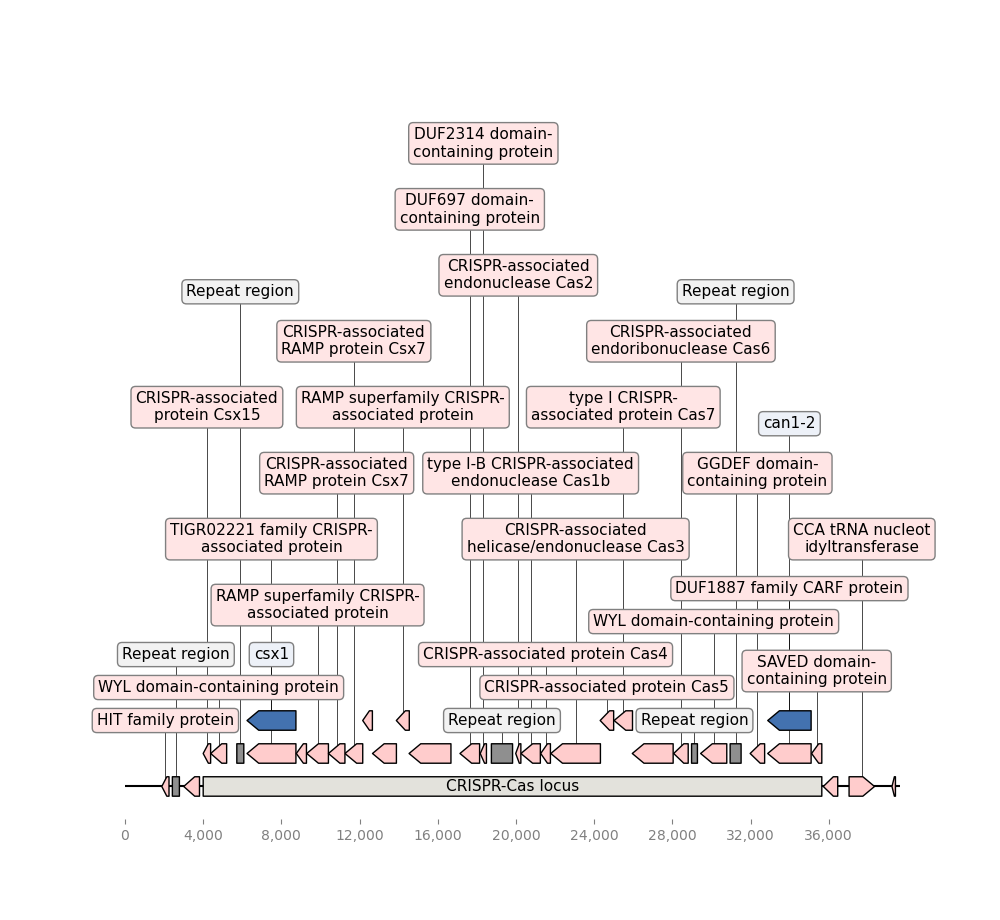 DUF2314 domain-
containing protein
DUF697 domain-
containing protein
CRISPR-associated
endonuclease Cas2
Repeat region
Repeat region
CRISPR-associated
RAMP protein Csx7
CRISPR-associated
endoribonuclease Cas6
CRISPR-associated
protein Csx15
RAMP superfamily CRISPR-
associated protein
type I CRISPR-
associated protein Cas7
can1-2
CRISPR-associated
RAMP protein Csx7
type I-B CRISPR-associated
endonuclease Cas1b
GGDEF domain-
containing protein
TIGR02221 family CRISPR-
associated protein
CRISPR-associated
helicase/endonuclease Cas3
CCA tRNA nucleot
idyltransferase
DUF1887 family CARF protein
RAMP superfamily CRISPR-
associated protein
WYL domain-containing protein
Repeat region
csx1
CRISPR-associated protein Cas4
SAVED domain-
containing protein
WYL domain-containing protein
CRISPR-associated protein Cas5
HIT family protein
Repeat region
Repeat region
CRISPR-Cas locus
0
4,000
8,000
12,000
16,000
20,000
24,000
28,000
32,000
36,000